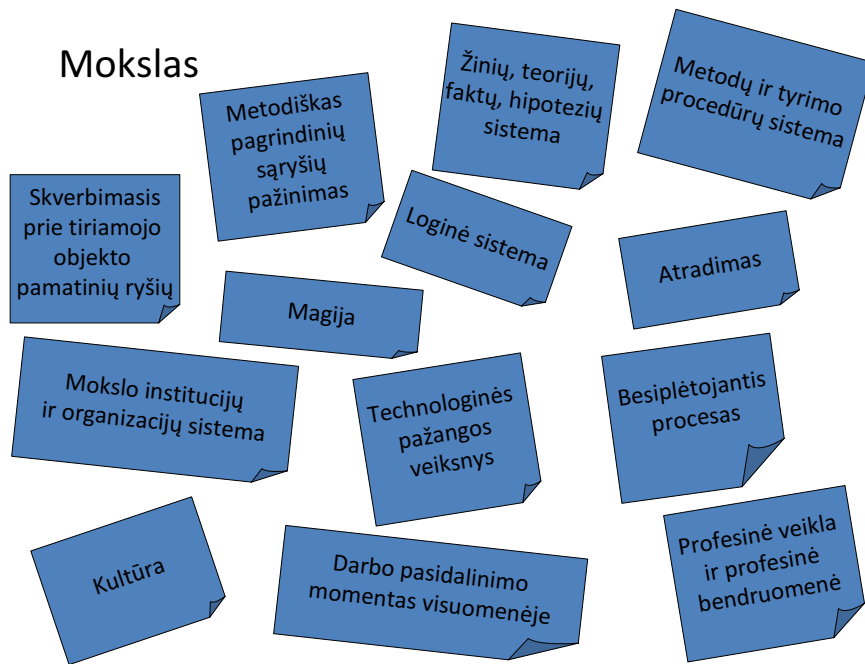 Mokslas
Metodiškas
pagrindinių
sąryšių
pažinimas
Žinių, teorijų,
faktų, hipotezių
sistema
Metodų ir tyrimo
procedūrų sistema
Skverbimasis
prie tiriamojo
objekto
pamatinių ryšių
Loginė sistema
Atradimas
Magija
Mokslo institucijų
ir organizacijų sistema
Technologinės
pažangos
veiksnys
Besiplėtojantis
procesas
Kultūra
Darbo pasidalinimo
momentas visuomenėje
Profesinė veikla
ir profesinė
bendruomenė